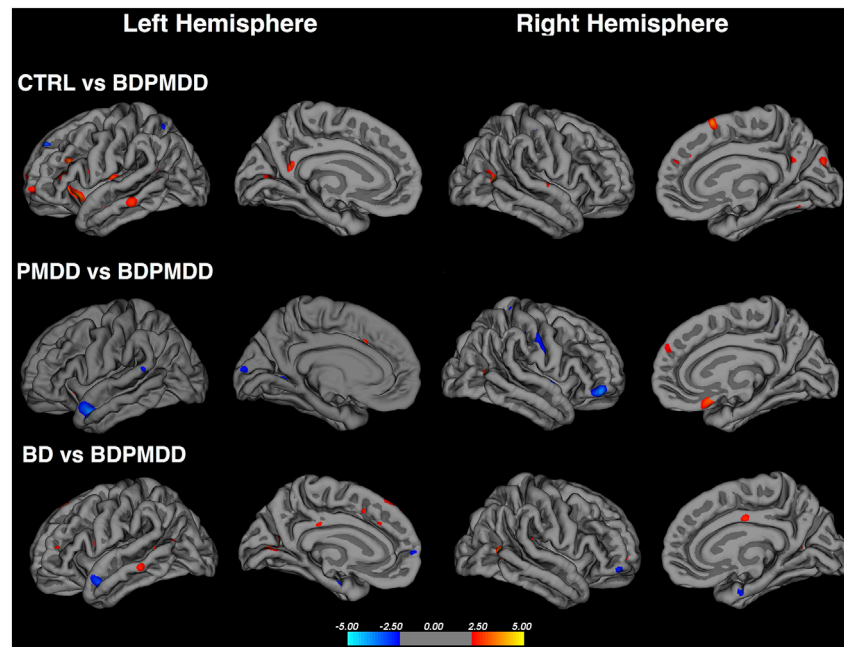 Left Hemisphere Right Hemisphere
CTRL vs BDPMDD
PMDD vs BDPMDD
BD vs BDPMDD
-5.00 -2.50 0.00 2.50 5.00